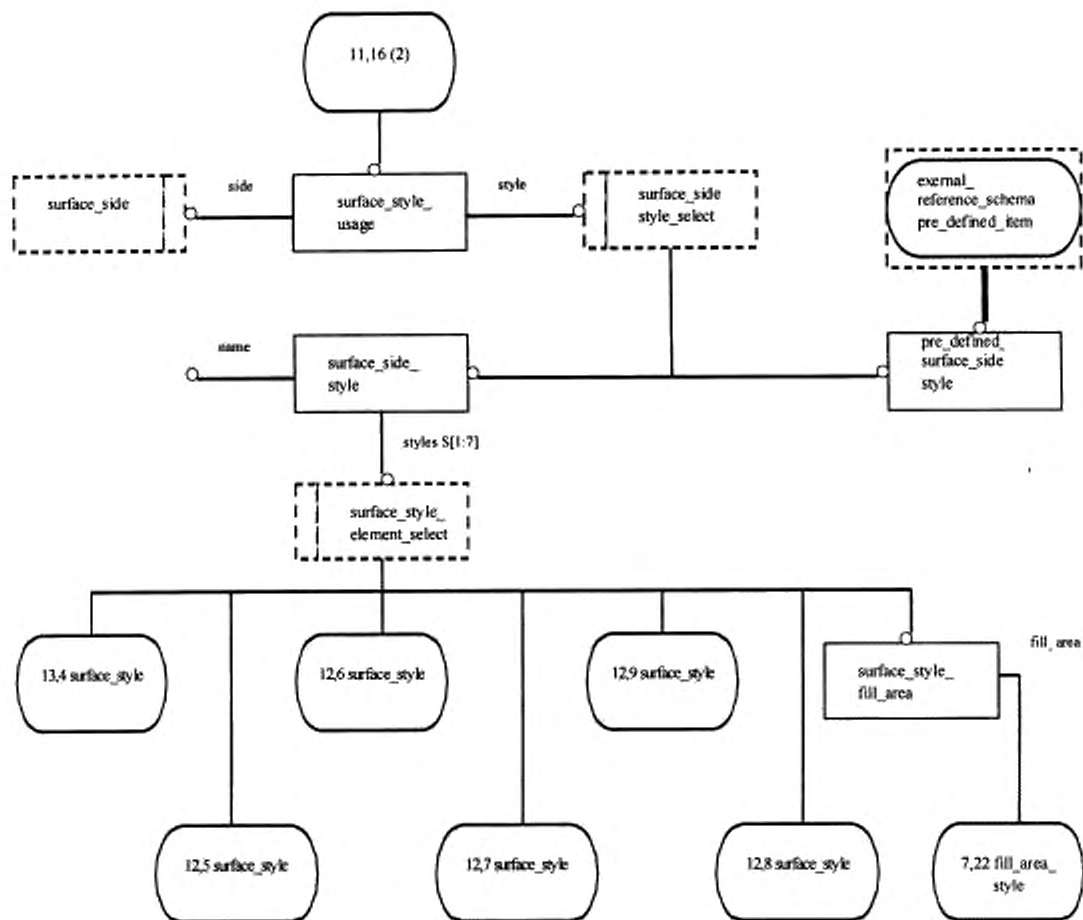 11,16 (2)
surface_side
side
surface_style_
usage
style
surface_side
style_select
exernal_
reference_schema
pre_defined_item
name
surface_side_
style
pre_defined_
surface_side
style
styles S[1:7]
surface_style_
element_select
13,4 surface_style
12,6 surface_style
12,9 surface_style
surface_style_
fill_area
fill_area
12,5 surface_style
12,7 surface_style
12,8 surface_style
7,22 fill_area_
style